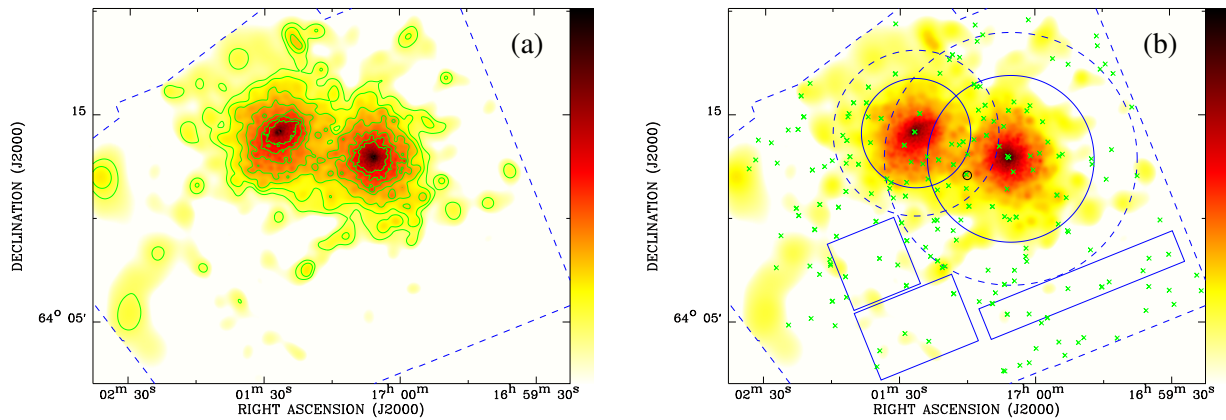 (a)
15
64° 05'
DECLINATION (J2000)
02ᵐ 30ˢ
01ᵐ 30ˢ
17ʰ 00ᵐ
16ʰ 59ᵐ 30ˢ
RIGHT ASCENSION (J2000)
(b)
15
64° 05'
DECLINATION (J2000)
02ᵐ 30ˢ
01ᵐ 30ˢ
17ʰ 00ᵐ
16ʰ 59ᵐ 30ˢ
RIGHT ASCENSION (J2000)